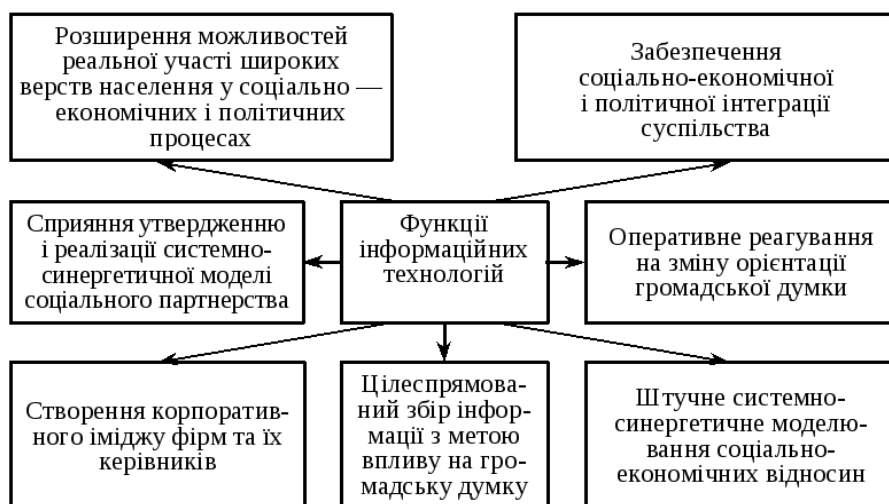 Розширення можливостей
реальної участі широких
верств населення у соціально —
економічних і політичних
процесах
Забезпечення
соціально-економічної
і політичної інтеграції
суспільства
Сприяння утвердженню
і реалізації системно-
синергетичної моделі
соціального партнерства
Функції
інформаційних
технологій
Оперативне реагування
на зміну орієнтації
громадської думки
Створення корпоратив-
ного іміджу фірм та їх
керівників
Цілеспрямова-
ний збір інфор-
мації з метою
впливу на гро-
мадську думку
Штучне системно-
синергетичне моделю-
вання соціально-
економічних відносин